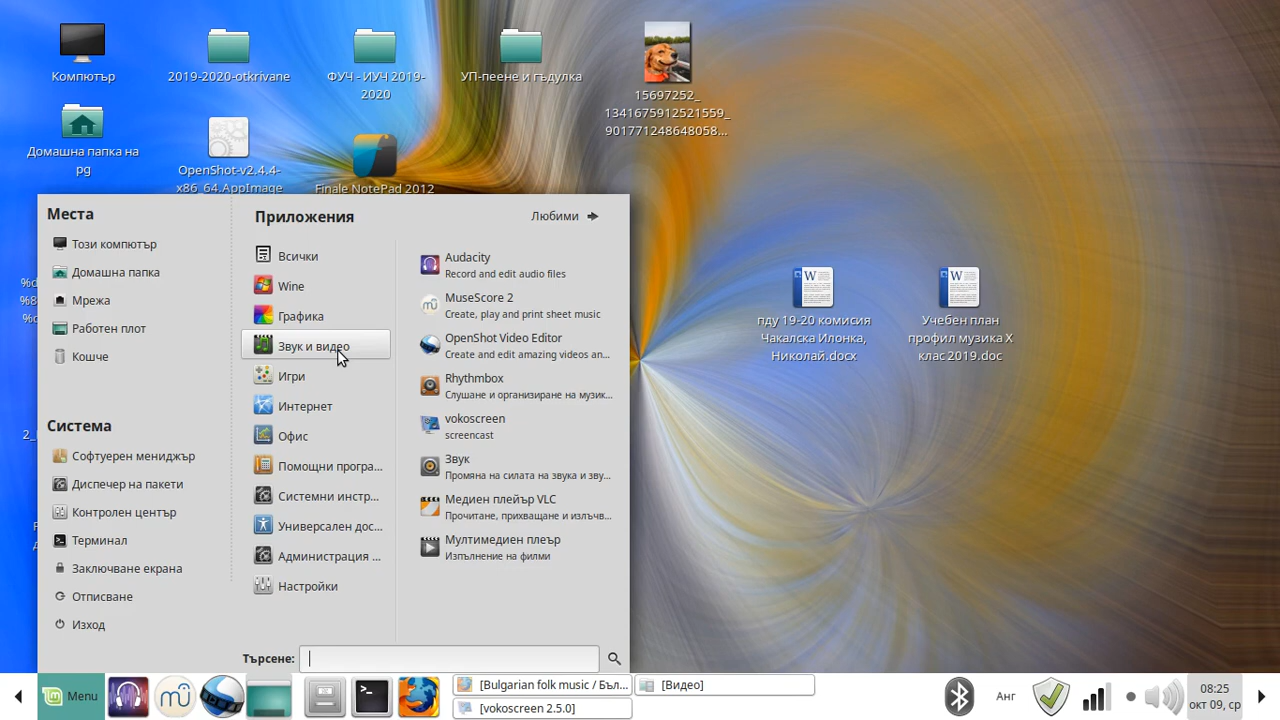 Компютър
2019-2020-otkrivane
ФУЧ - ИУЧ 2019-
2020
УП-пеене и гъдулка
15697252_
1341675912521559_
901771248648058...
Домашна папка на
pg
OpenShot-v2.4.4-
x86_64.AppImage
Finale NotePad 2012
пду 19-20 комисия
Чакалска Илонка,
Николай.docx
Учебен план
профил музика X
клас 2019.doc
Места
Този компютър
Домашна папка
Мрежа
Работен плот
Кошче
Система
Софтуерен мениджър
Диспечер на пакети
Контролен център
Терминал
Заключване екрана
Отписване
Изход
Приложения
Любими
Всички
Wine
Графика
Звук и видео
Игри
Интернет
Офис
Помощни програ...
Системни инстр...
Универсален дос...
Администрация ...
Настройки
Audacity
Record and edit audio files
MuseScore 2
Create, play and print sheet music
OpenShot Video Editor
Create and edit amazing videos an...
Rhythmbox
Слушане и организиране на музик...
vokoscreen
screencast
Звук
Промяна на силата на звука и зву...
Медиен плейър VLC
Прочитане, прихващане и излъчв...
Мултимедиен плеър
Изпълнение на филми
Търсене:
Menu
[Bulgarian folk music / Бъл...
[Видео]
[vokoscreen 2.5.0]
Анг
08:25
окт 09, ср